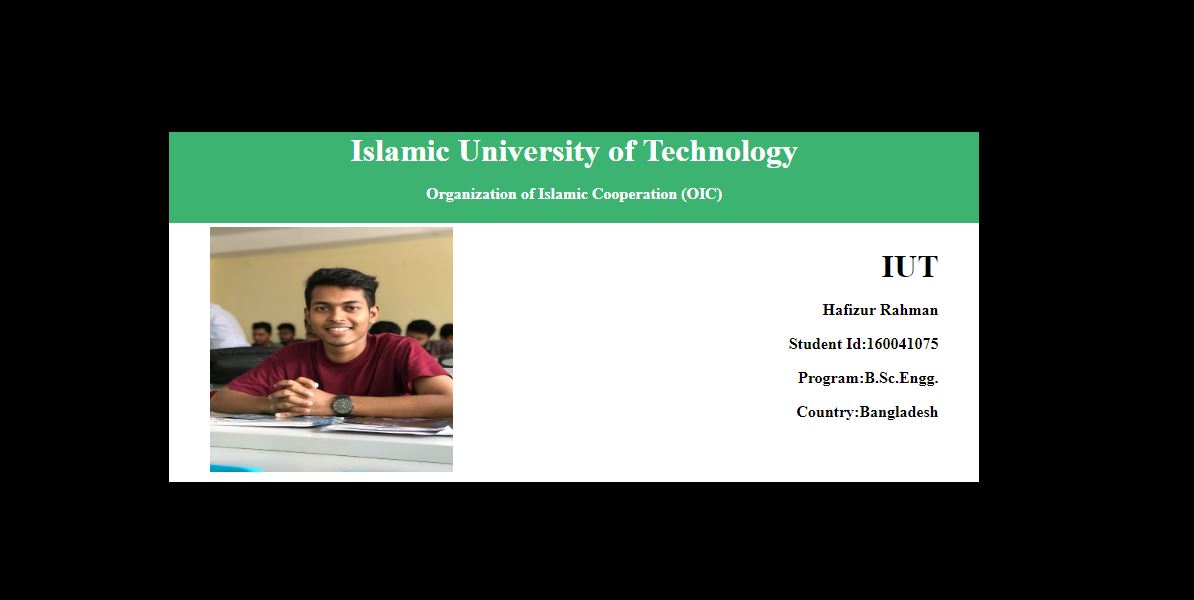 Islamic University of Technology
Organization of Islamic Cooperation (OIC)
IUT
Hafizur Rahman
Student Id:160041075
Program:B.Sc.Engg.
Country:Bangladesh